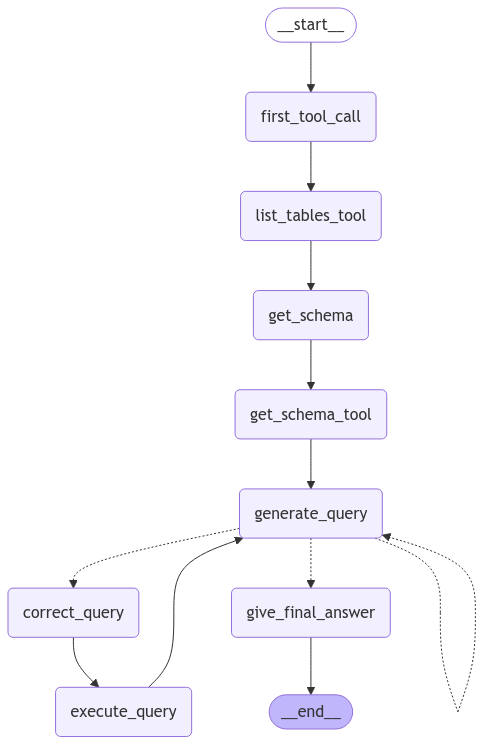 __start__
first_tool_call
list_tables_tool
get_schema
get_schema_tool
generate_query
correct_query
give_final_answer
execute_query
__end__